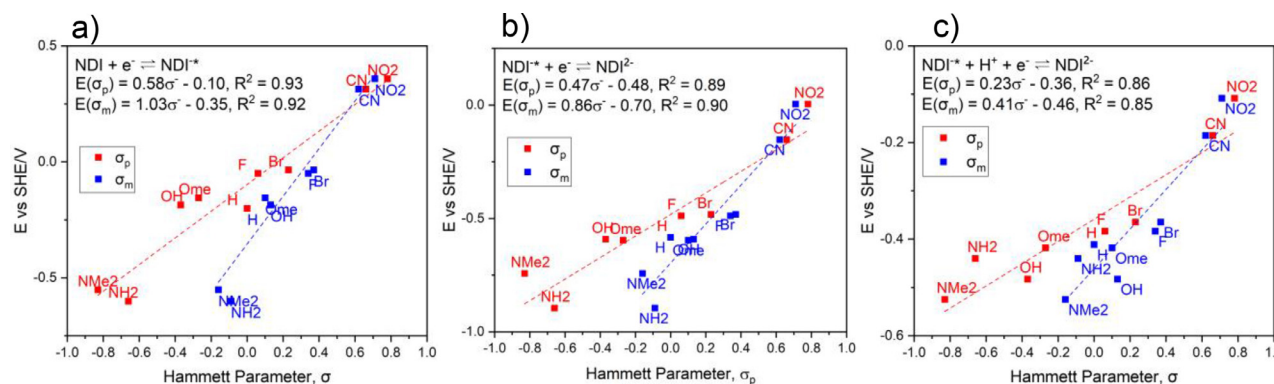 a)
NDI + e⁻ ⇌ NDI⁻*
E(σp) = 0.58σ⁻ - 0.10, R² = 0.93
E(σm) = 1.03σ⁻ - 0.35, R² = 0.92
σp
σm
NO2
CN
NO2
CN
F
Br
Br
F
OH
Ome
H
H
Ome
OH
NMe2
NH2
NMe2
NH2
0.5
0.0
-0.5
-1.0
E vs SHE/V
-1.0 -0.8 -0.6 -0.4 -0.2 0.0 0.2 0.4 0.6 0.8 1.0
Hammett Parameter, σ
b)
NDI⁻* + e⁻ ⇌ NDI²⁻
E(σp) = 0.47σ⁻ - 0.48, R² = 0.89
E(σm) = 0.86σ⁻ - 0.70, R² = 0.90
σp
σm
NO2
NO2
CN
CN
F
Br
F
Br
OH
Ome
H
H
Ome
OH
NMe2
NMe2
NH2
NH2
0.0
-0.5
-1.0
E vs SHE/V
-1.0 -0.8 -0.6 -0.4 -0.2 0.0 0.2 0.4 0.6 0.8 1.0
Hammett Parameter, σp
c)
NDI⁻* + H⁺ + e⁻ ⇌ NDI²⁻
E(σp) = 0.23σ⁻ - 0.36, R² = 0.86
E(σm) = 0.41σ⁻ - 0.46, R² = 0.85
σp
σm
NO2
NO2
CN
CN
Br
F
H
Br
F
Ome
H
Ome
NH2
NH2
OH
OH
NMe2
NMe2
0.0
-0.2
-0.4
-0.6
E vs SHE/V
-1.0 -0.8 -0.6 -0.4 -0.2 0.0 0.2 0.4 0.6 0.8 1.0
Hammett Parameter, σ